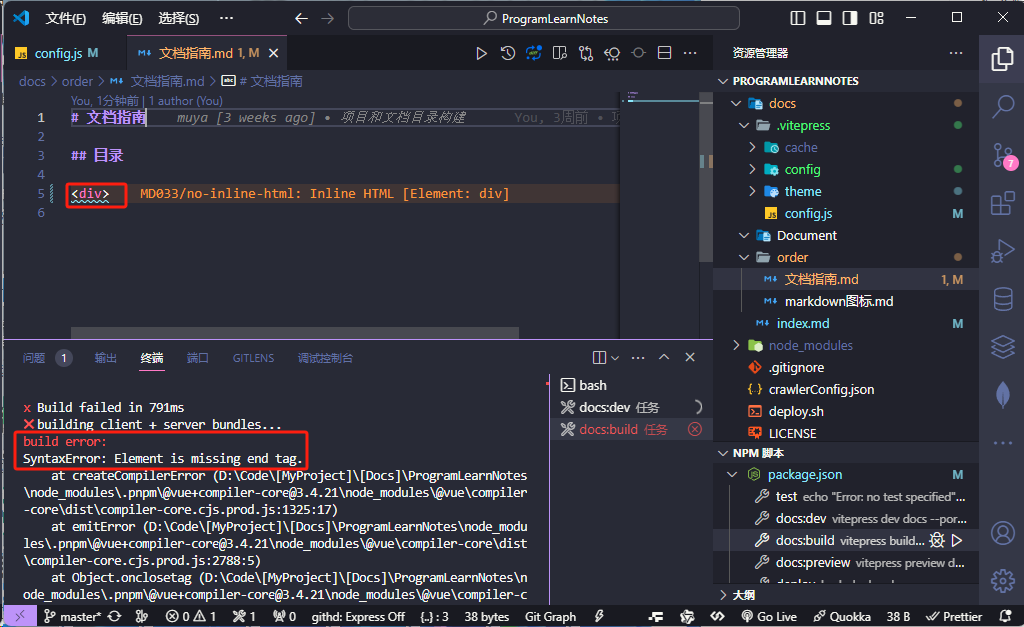 文件(F) 编辑(E) 选择(S) ··· ProgramLearnNotes
config.js M
文档指南.md 1, M
docs > order > 文档指南.md > # 文档指南
You, 1分钟前 | 1 author (You)
1 # 文档指南 muya [3 weeks ago] • 项目和文档目录构建 You, 3周前 •
2
3 ## 目录
4
5 <div> MD033/no-inline-html: Inline HTML [Element: div]
6
问题 1 输出 终端 端口 GITLENS 调试控制台
x Build failed in 791ms
building client + server bundles...
build error:
SyntaxError: Element is missing end tag.
at createCompilerError (D:\Code\[MyProject]\[Docs]\ProgramLearnNotes
\node_modules\.pnpm\@vue+compiler-core@3.4.21\node_modules\@vue\compiler
-core\dist\compiler-core.cjs.prod.js:1325:17)
at emitError (D:\Code\[MyProject]\[Docs]\ProgramLearnNotes\node_modu
les\.pnpm\@vue+compiler-core@3.4.21\node_modules\@vue\compiler-core\dist
\compiler-core.cjs.prod.js:2788:5)
at Object.onclosetag (D:\Code\[MyProject]\[Docs]\ProgramLearnNotes\n
ode_modules\.pnpm\@vue+compiler-core@3.4.21\node_modules\@vue\compiler-c
bash
docs:dev 任务
docs:build 任务
资源管理器
PROGRAMLEARNNOTES
docs
.vitepress
cache
config
theme
config.js M
Document
order
文档指南.md 1, M
markdown图标.md
index.md M
node_modules
.gitignore
crawlerConfig.json
deploy.sh
LICENSE
NPM 脚本
package.json M
test echo "Error: no test specified"...
docs:dev vitepress dev docs --por...
docs:build vitepress build...
docs:preview vitepress preview d...
大纲
7
master* 0 1 1 0 githd: Express Off {..} : 3 38 bytes Git Graph Go Live Quokka 38 B Prettier